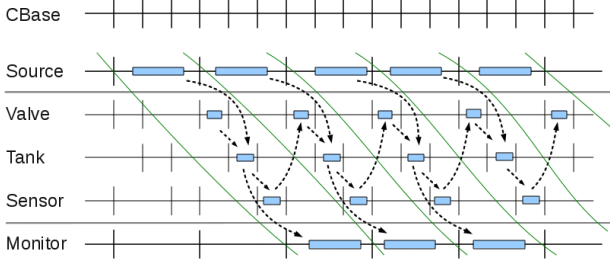 CBase
Source
Valve
Tank
Sensor
Monitor